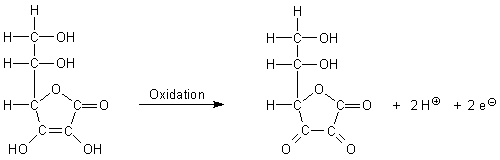 H H
H C OH H C OH
H C OH H C OH
O Oxidation O
H C C O H C C O + 2 H⊕ + 2 e⊖
C C C C
HO OH O O